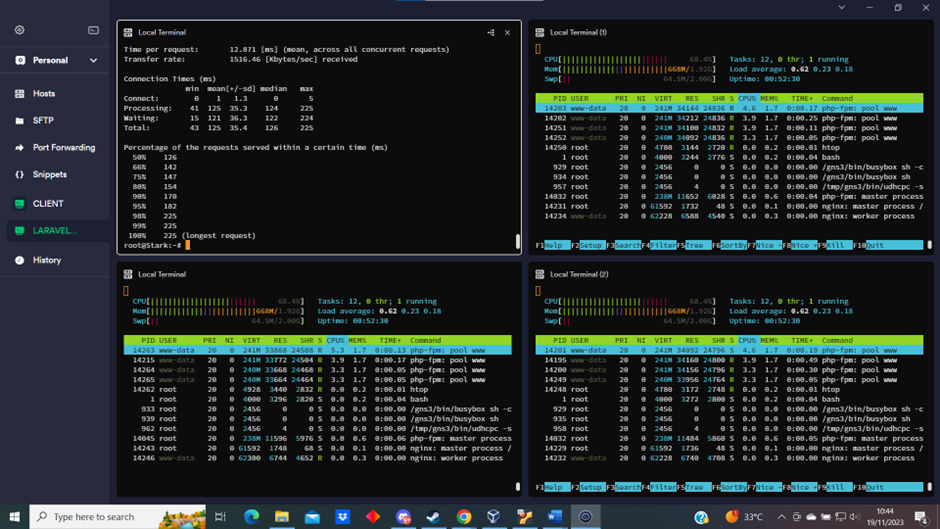 Personal
Hosts
SFTP
Port Forwarding
Snippets
CLIENT
LARAVEL...
History
Local Terminal
Time per request: 12.871 [ms] (mean, across all concurrent requests)
Transfer rate: 1516.46 [Kbytes/sec] received
Connection Times (ms)
min mean[+/-sd] median max
Connect: 0 1 1.3 0 5
Processing: 41 125 35.3 124 225
Waiting: 15 121 36.3 122 224
Total: 43 125 35.4 126 225
Percentage of the requests served within a certain time (ms)
50% 126
66% 142
75% 147
80% 154
90% 170
95% 182
98% 225
99% 225
100% 225 (longest request)
root@Stark:~#
Local Terminal (1)
CPU[ 68.4%] Tasks: 12, 0 thr; 1 running
Mem[ 668M/1.92G] Load average: 0.62 0.23 0.18
Swp[ 64.5M/2.00G] Uptime: 00:52:30
PID USER PRI NI VIRT RES SHR S CPU% MEM% TIME+ Command
14203 www-data 20 0 241M 34144 24836 R 4.6 1.7 0:00.17 php-fpm: pool www
14202 www-data 20 0 241M 34212 24836 R 3.9 1.7 0:00.25 php-fpm: pool www
14251 www-data 20 0 241M 34148 24836 R 3.9 1.7 0:00.06 php-fpm: pool www
14252 www-data 20 0 240M 34092 24836 R 3.3 1.7 0:00.05 php-fpm: pool www
14250 root 20 0 4780 3144 2720 R 0.0 0.2 0:00.01 htop
1 root 20 0 4000 3244 2776 S 0.0 0.2 0:00.04 bash
929 root 20 0 2456 S 0.0 0.0 0:00.00 /gns3/bin/busybox sh -c
934 root 20 0 2456 S 0.0 0.0 0:00.00 /gns3/bin/busybox sh
957 root 20 0 2456 4 0 S 0.0 0.0 0:00.00 /tmp/gns3/bin/udhcpc -s
14192 root 20 0 238M 11652 6028 S 0.0 0.6 0:00.03 php-fpm: master process
14231 root 20 0 61592 1732 48 S 0.0 0.1 0:00.00 nginx: master process /
14234 www-data 20 0 62228 6588 4540 R 0.0 0.3 0:00.06 nginx: worker process
F1Help F2Setup F3Search F4Filter F5Tree F6SortBy F7Nice - F8Nice + F9Kill F10Quit
Local Terminal
CPU[ 68.4%] Tasks: 12, 0 thr; 1 running
Mem[ 668M/1.92G] Load average: 0.62 0.23 0.18
Swp[ 64.5M/2.00G] Uptime: 00:52:30
PID USER PRI NI VIRT RES SHR S CPU% MEM% TIME+ Command
14263 www-data 20 0 241M 33868 24508 R 5.3 1.7 0:00.13 php-fpm: pool www
14215 www-data 20 0 241M 33772 24504 R 3.9 1.7 0:00.19 php-fpm: pool www
14264 www-data 20 0 240M 33668 24468 R 3.3 1.7 0:00.05 php-fpm: pool www
14265 www-data 20 0 240M 33664 24464 R 3.3 1.7 0:00.05 php-fpm: pool www
14262 root 20 0 4928 3440 2832 R 0.0 0.2 0:00.01 htop
1 root 20 0 4000 3296 2820 S 0.0 0.2 0:00.04 bash
933 root 20 0 2456 S 0.0 0.0 0:00.00 /gns3/bin/busybox sh -c
939 root 20 0 2456 S 0.0 0.0 0:00.00 /gns3/bin/busybox sh
962 root 20 0 2456 4 0 S 0.0 0.0 0:00.00 /tmp/gns3/bin/udhcpc -s
14045 root 20 0 238M 11596 5976 S 0.0 0.6 0:00.04 php-fpm: master process
14243 root 20 0 61592 1748 68 S 0.0 0.1 0:00.00 nginx: master process /
14246 www-data 20 0 62300 6744 4652 R 0.0 0.3 0:00.06 nginx: worker process
Local Terminal (2)
CPU[ 68.4%] Tasks: 12, 0 thr; 1 running
Mem[ 668M/1.92G] Load average: 0.62 0.23 0.18
Swp[ 64.5M/2.00G] Uptime: 00:52:30
PID USER PRI NI VIRT RES SHR S CPU% MEM% TIME+ Command
14201 www-data 20 0 241M 34092 24796 R 4.6 1.7 0:00.19 php-fpm: pool www
14195 www-data 20 0 241M 34160 24800 R 3.9 1.7 0:00.49 php-fpm: pool www
14200 www-data 20 0 241M 34156 24796 R 3.3 1.7 0:00.30 php-fpm: pool www
14249 www-data 20 0 240M 33956 24764 R 3.3 1.7 0:00.05 php-fpm: pool www
14248 root 20 0 4780 3172 2748 R 0.0 0.2 0:00.01 htop
1 root 20 0 4000 3272 2800 S 0.0 0.2 0:00.04 bash
929 root 20 0 2456 S 0.0 0.0 0:00.00 /gns3/bin/busybox sh -c
935 root 20 0 2456 S 0.0 0.0 0:00.00 /gns3/bin/busybox sh
958 root 20 0 2456 4 0 S 0.0 0.0 0:00.00 /tmp/gns3/bin/udhcpc -s
14032 root 20 0 238M 11484 5860 S 0.0 0.6 0:00.05 php-fpm: master process
14229 root 20 0 61592 1736 52 S 0.0 0.1 0:00.00 nginx: master process /
14232 www-data 20 0 62228 6740 4708 R 0.0 0.3 0:00.06 nginx: worker process
F1Help F2Setup F3Search F4Filter F5Tree F6SortBy F7Nice - F8Nice + F9Kill F10Quit
Type here to search
33°C
10:44
19/11/2023
4